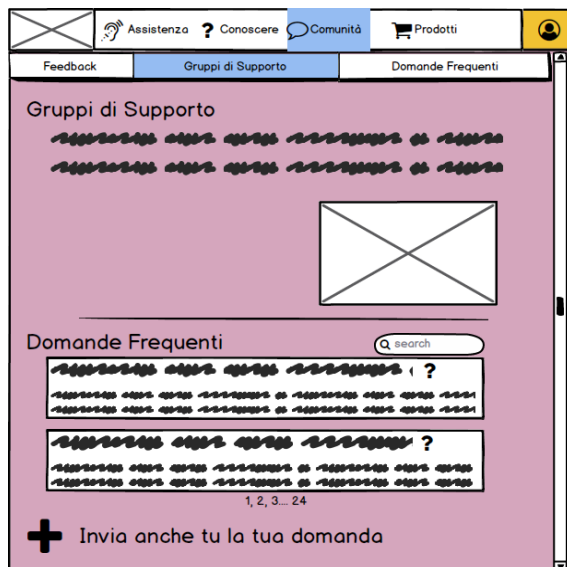 Assistenza ? Conoscere Comunità Prodotti
Feedback Gruppi di Supporto Domande Frequenti
Gruppi di Supporto
Domande Frequenti search
?
?
1, 2, 3.... 24
Invia anche tu la tua domanda